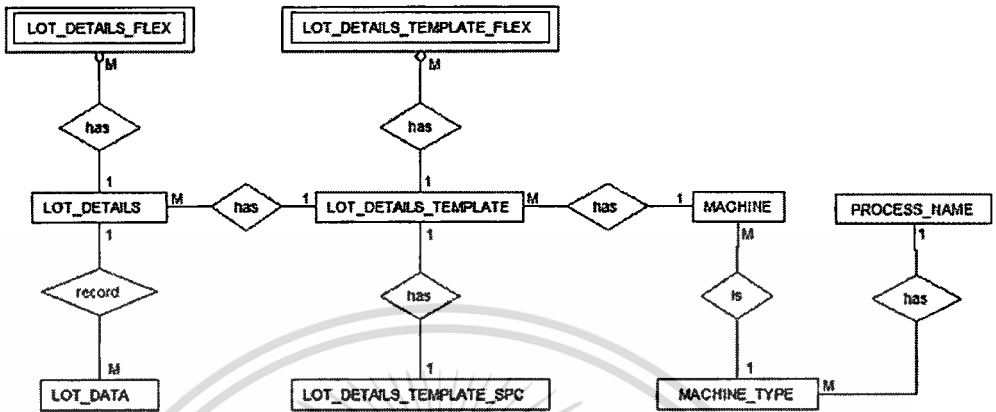 LOT_DETAILS_FLEX LOT_DETAILS_TEMPLATE_FLEX
M M
has has
1 1
LOT_DETAILS M has 1 LOT_DETAILS_TEMPLATE M has 1 MACHINE PROCESS_NAME
1 1 M 1
record has is has
M 1 1
LOT_DATA LOT_DETAILS_TEMPLATE_SPC MACHINE_TYPE M